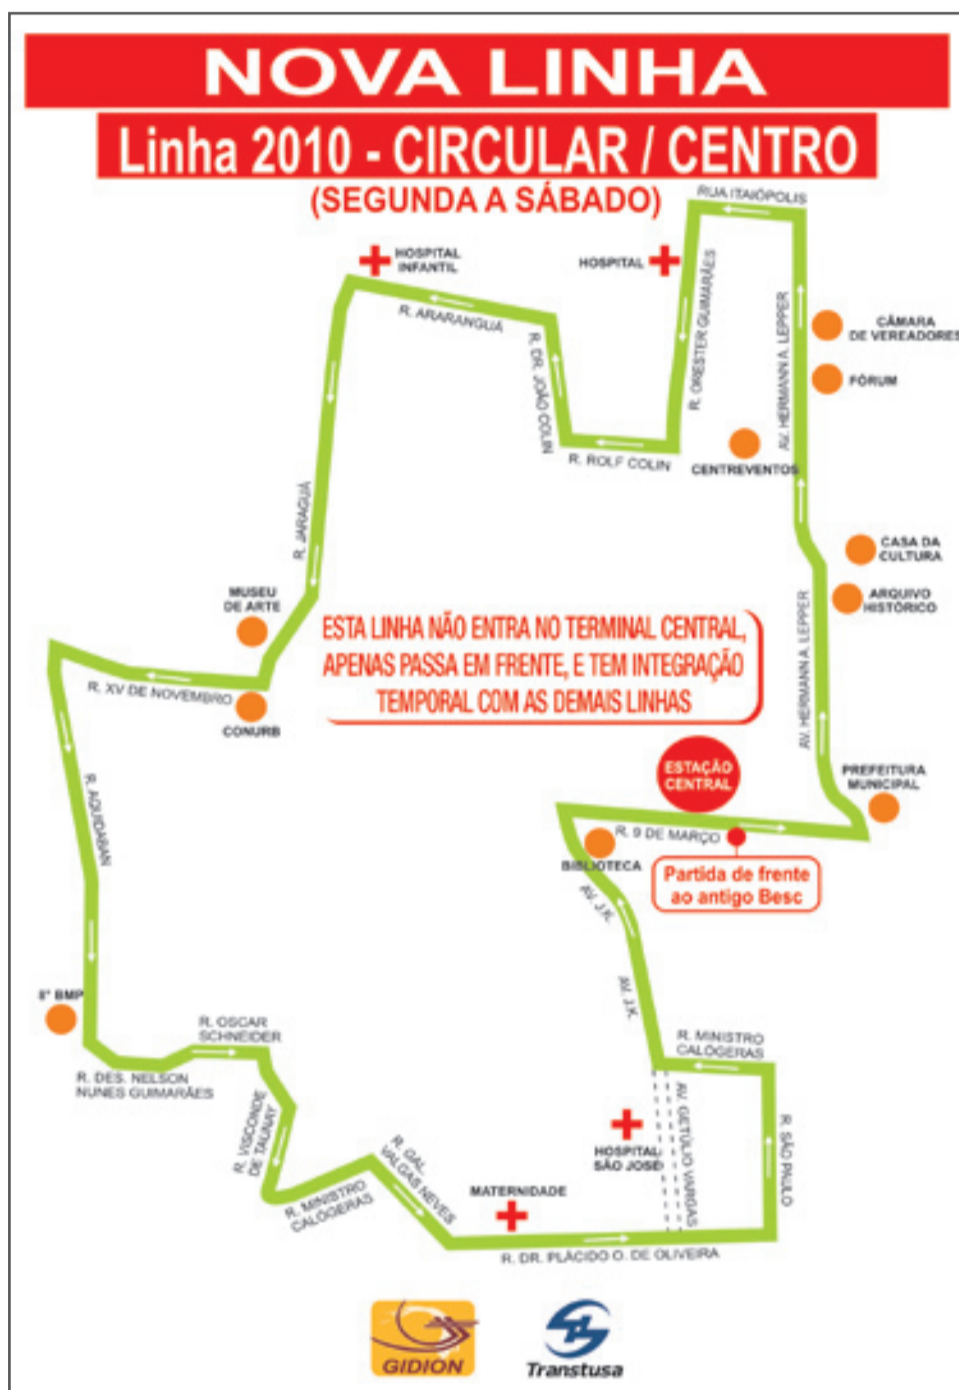 NOVA LINHA
Linha 2010 - CIRCULAR / CENTRO
(SEGUNDA A SÁBADO)
RUA ITAIÓPOLIS
HOSPITAL
INFANTIL
HOSPITAL
R. ARARANGUÁ
R. DR. JOÃO COLIN
R. ORESTER GUIMARÃES
AV. HERMANN A. LEPPER
CÂMARA
DE VEREADORES
FÓRUM
R. ROLF COLIN
CENTREVENTOS
R. JARAGUÁ
CASA DA
CULTURA
MUSEU
DE ARTE
ARQUIVO
HISTÓRICO
AV. HERMANN A. LEPPER
ESTA LINHA NÃO ENTRA NO TERMINAL CENTRAL,
APENAS PASSA EM FRENTE, E TEM INTEGRAÇÃO
TEMPORAL COM AS DEMAIS LINHAS
R. XV DE NOVEMBRO
CONURB
ESTAÇÃO
CENTRAL
PREFEITURA
MUNICIPAL
R. AQUIDABAN
R. 9 DE MARÇO
BIBLIOTECA
Partida de frente
ao antigo Besc
AV. J.K.
AV. J.K.
8° BMP
R. OSCAR
SCHNEIDER
R. DES. NELSON
NUNES GUIMARÃES
R. MINISTRO
CALÓGERAS
R. VISCONDE
DE TAUNAY
R. GAL.
VALGAS NEVES
AV. GETÚLIO VARGAS
HOSPITAL
SÃO JOSÉ
R. SÃO PAULO
R. MINISTRO
CALÓGERAS
MATERNIDADE
R. DR. PLÁCIDO O. DE OLIVEIRA
GIDION
Transtusa